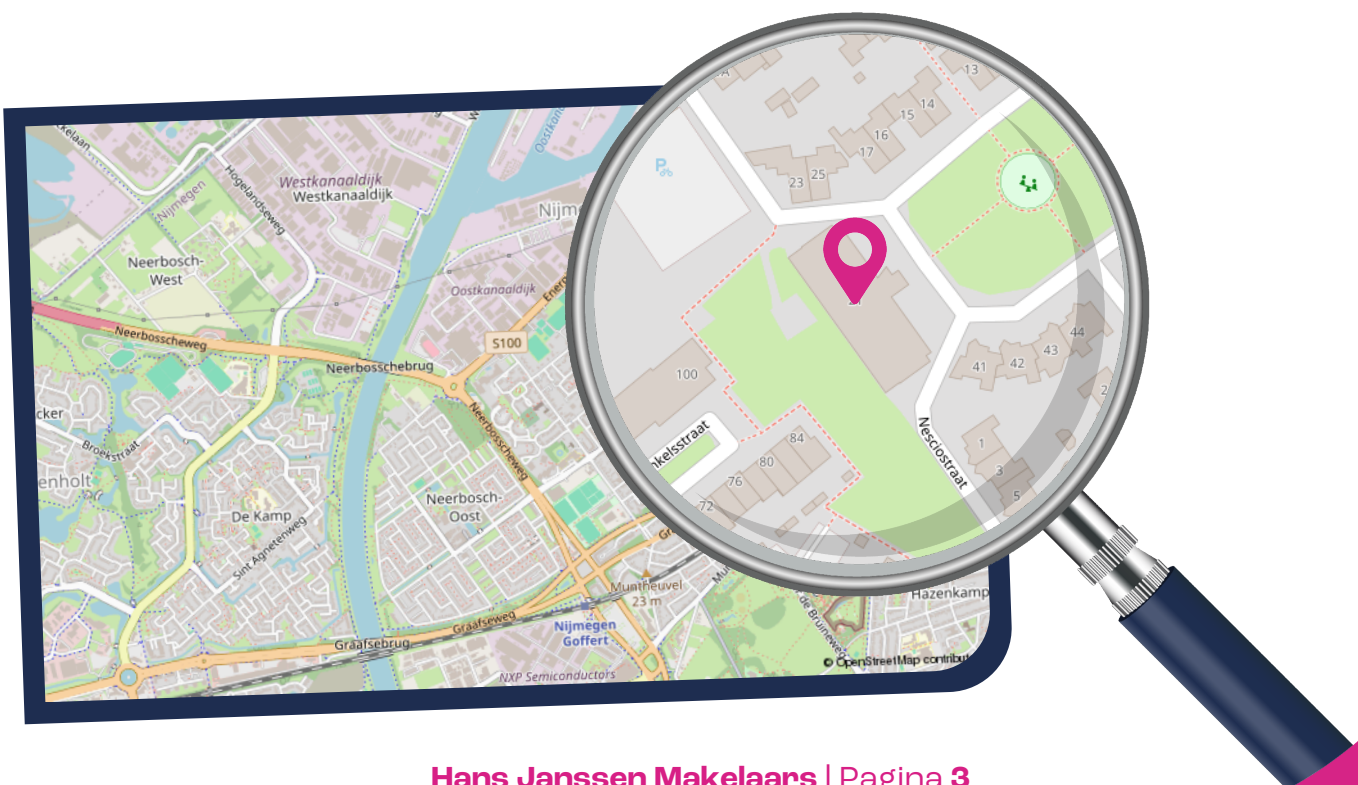 Hogelandseweg
Nijmegen
Westkanaaldijk
Westkanaaldijk
Neerbosch-
West
Oostkanaaldijk
Neerbosscheweg
S100
Neerbosschebrug
Broekstraat
Neerbosscheweg
De Kamp
Sint Agnetenweg
Neerbosch-
Oost
Muntheuvel
23 m
Graafseweg
Graafsebrug
Nijmegen
Goffert
NXP Semiconductors
Hazenkamp
© OpenStreetMap contribut
13
14
15
16
17
25
23
P
100
nkelsstraat
84
80
76
72
44
43
42
41
Nesciostraat
1
3
5
Hans Janssen Makelaars | Pagina 3